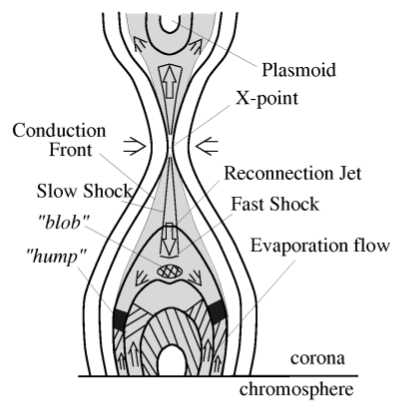 Plasmoid
X-point
Conduction
Front
Reconnection Jet
Slow Shock
Fast Shock
"blob"
Evaporation flow
"hump"
corona
chromosphere